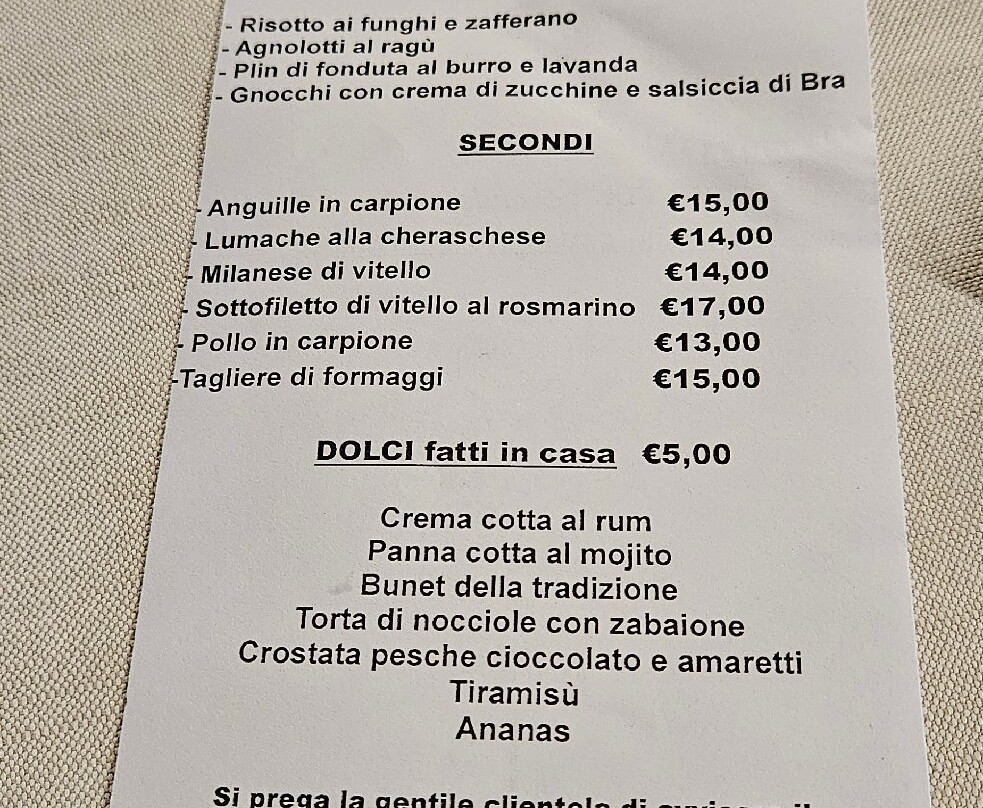 - Risotto ai funghi e zafferano
- Agnolotti al ragù
- Plin di fonduta al burro e lavanda
- Gnocchi con crema di zucchine e salsiccia di Bra
SECONDI
- Anguille in carpione €15,00
- Lumache alla cheraschese €14,00
- Milanese di vitello €14,00
- Sottofiletto di vitello al rosmarino €17,00
- Pollo in carpione €13,00
-Tagliere di formaggi €15,00
DOLCI fatti in casa €5,00
Crema cotta al rum
Panna cotta al mojito
Bunet della tradizione
Torta di nocciole con zabaione
Crostata pesche cioccolato e amaretti
Tiramisù
Ananas
Si prega la gentile clientela di